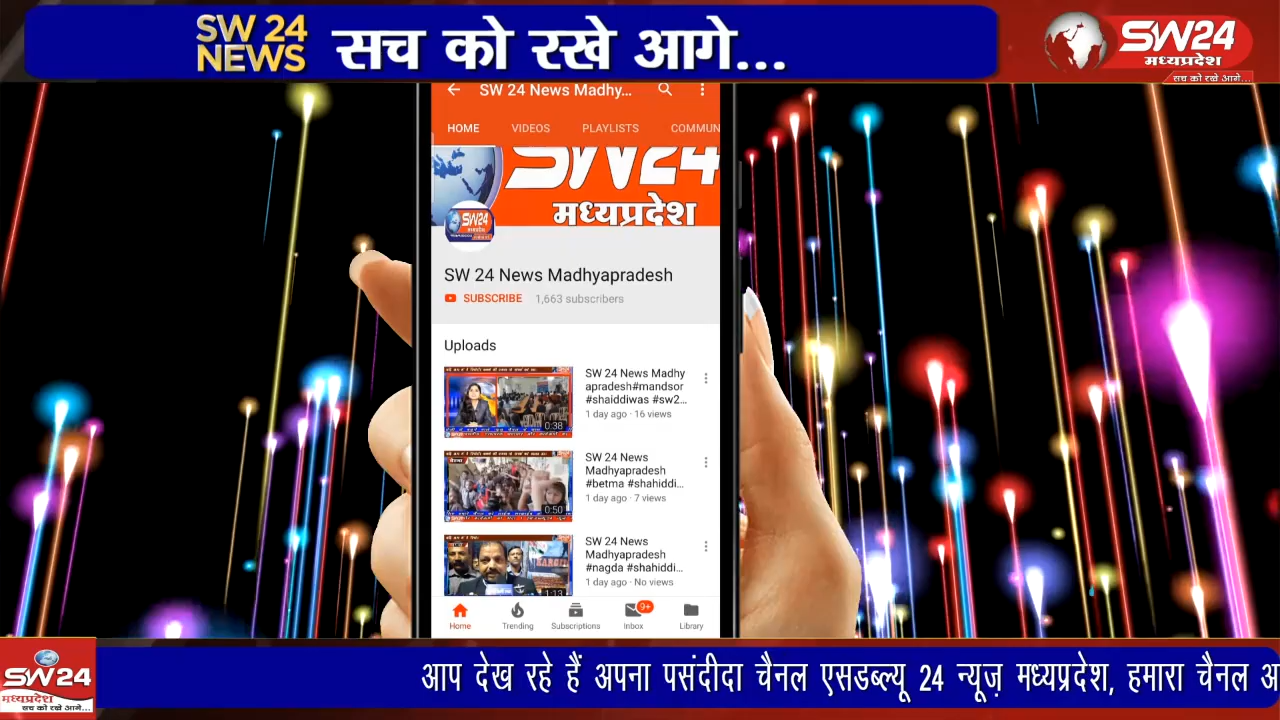 SW 24
NEWS
सच को रखे आगे...
SW24
मध्यप्रदेश
सच को रखे आगे...
SW 24 News Madhy...
HOME VIDEOS PLAYLISTS COMMUN
SW24
मध्यप्रदेश
SW24
SW 24 News Madhyapradesh
SUBSCRIBE 1,663 subscribers
Uploads
SW 24 News Madhy
apradesh#mandsor
#shaiddiwas #sw2...
1 day ago · 16 views
0:38
SW 24 News
Madhyapradesh
#betma #shahiddi...
1 day ago · 7 views
0:50
SW 24 News
Madhyapradesh
#nagda #shahiddi...
1 day ago · No views
1:13
9+
Home Trending Subscriptions Inbox Library
SW24
मध्यप्रदेश
सच को रखे आगे...
आप देख रहे हैं अपना पसंदीदा चैनल एसडब्ल्यू 24 न्यूज़ मध्यप्रदेश, हमारा चैनल अ